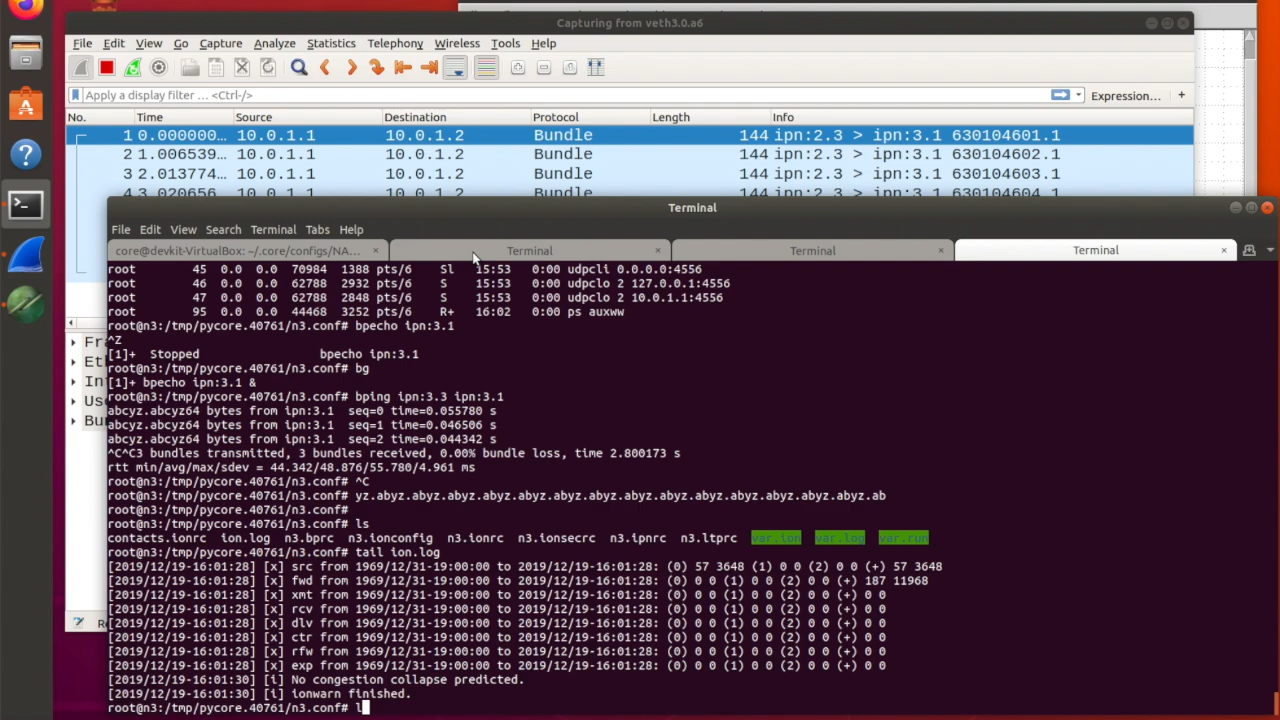 Capturing from veth3.0.a6
File Edit View Go Capture Analyze Statistics Telephony Wireless Tools Help
Apply a display filter … <Ctrl-/> Expression… +
No. Time Source Destination Protocol Length Info
1 0.000000… 10.0.1.1 10.0.1.2 Bundle 144 ipn:2.3 > ipn:3.1 630104601.1
2 1.006539… 10.0.1.1 10.0.1.2 Bundle 144 ipn:2.3 > ipn:3.1 630104602.1
3 2.013774… 10.0.1.1 10.0.1.2 Bundle 144 ipn:2.3 > ipn:3.1 630104603.1
4 3.020656 10.0.1.1 10.0.1.2 Bundle 144 ipn:2.3 > ipn:3.1 630104604.1
Terminal
File Edit View Search Terminal Tabs Help
core@devkit-VirtualBox: ~/.core/configs/NA… × Terminal × Terminal × Terminal ×
root 45 0.0 0.0 70984 1388 pts/6 Sl 15:53 0:00 udpcli 0.0.0.0:4556
root 46 0.0 0.0 62788 2932 pts/6 S 15:53 0:00 udpclo 2 127.0.0.1:4556
root 47 0.0 0.0 62788 2848 pts/6 S 15:53 0:00 udpclo 2 10.0.1.1:4556
root 95 0.0 0.0 44468 3252 pts/6 R+ 16:02 0:00 ps auxww
root@n3:/tmp/pycore.40761/n3.conf# bpecho ipn:3.1
^Z
[1]+ Stopped bpecho ipn:3.1
root@n3:/tmp/pycore.40761/n3.conf# bg
[1]+ bpecho ipn:3.1 &
root@n3:/tmp/pycore.40761/n3.conf# bping ipn:3.3 ipn:3.1
abcyz.abcyz64 bytes from ipn:3.1 seq=0 time=0.055780 s
abcyz.abcyz64 bytes from ipn:3.1 seq=1 time=0.046506 s
abcyz.abcyz64 bytes from ipn:3.1 seq=2 time=0.044342 s
^C^C3 bundles transmitted, 3 bundles received, 0.00% bundle loss, time 2.800173 s
rtt min/avg/max/sdev = 44.342/48.876/55.780/4.961 ms
root@n3:/tmp/pycore.40761/n3.conf# ^C
root@n3:/tmp/pycore.40761/n3.conf# yz.abyz.abyz.abyz.abyz.abyz.abyz.abyz.abyz.abyz.abyz.abyz.abyz.abyz.ab
root@n3:/tmp/pycore.40761/n3.conf#
root@n3:/tmp/pycore.40761/n3.conf# ls
contacts.ionrc ion.log n3.bprc n3.ionconfig n3.ionrc n3.ionsecrc n3.ipnrc n3.ltprc var.ion var.log var.run
root@n3:/tmp/pycore.40761/n3.conf# tail ion.log
[2019/12/19-16:01:28] [x] src from 1969/12/31-19:00:00 to 2019/12/19-16:01:28: (0) 57 3648 (1) 0 0 (2) 0 0 (+) 57 3648
[2019/12/19-16:01:28] [x] fwd from 1969/12/31-19:00:00 to 2019/12/19-16:01:28: (0) 0 0 (1) 0 0 (2) 0 0 (+) 187 11968
[2019/12/19-16:01:28] [x] xmt from 1969/12/31-19:00:00 to 2019/12/19-16:01:28: (0) 0 0 (1) 0 0 (2) 0 0 (+) 0 0
[2019/12/19-16:01:28] [x] rcv from 1969/12/31-19:00:00 to 2019/12/19-16:01:28: (0) 0 0 (1) 0 0 (2) 0 0 (+) 0 0
[2019/12/19-16:01:28] [x] dlv from 1969/12/31-19:00:00 to 2019/12/19-16:01:28: (0) 0 0 (1) 0 0 (2) 0 0 (+) 0 0
[2019/12/19-16:01:28] [x] ctr from 1969/12/31-19:00:00 to 2019/12/19-16:01:28: (0) 0 0 (1) 0 0 (2) 0 0 (+) 0 0
[2019/12/19-16:01:28] [x] rfw from 1969/12/31-19:00:00 to 2019/12/19-16:01:28: (0) 0 0 (1) 0 0 (2) 0 0 (+) 0 0
[2019/12/19-16:01:28] [x] exp from 1969/12/31-19:00:00 to 2019/12/19-16:01:28: (0) 0 0 (1) 0 0 (2) 0 0 (+) 0 0
[2019/12/19-16:01:30] [i] No congestion collapse predicted.
[2019/12/19-16:01:30] [i] ionwarn finished.
root@n3:/tmp/pycore.40761/n3.conf# l
Fr
Et
In
Us
Bu